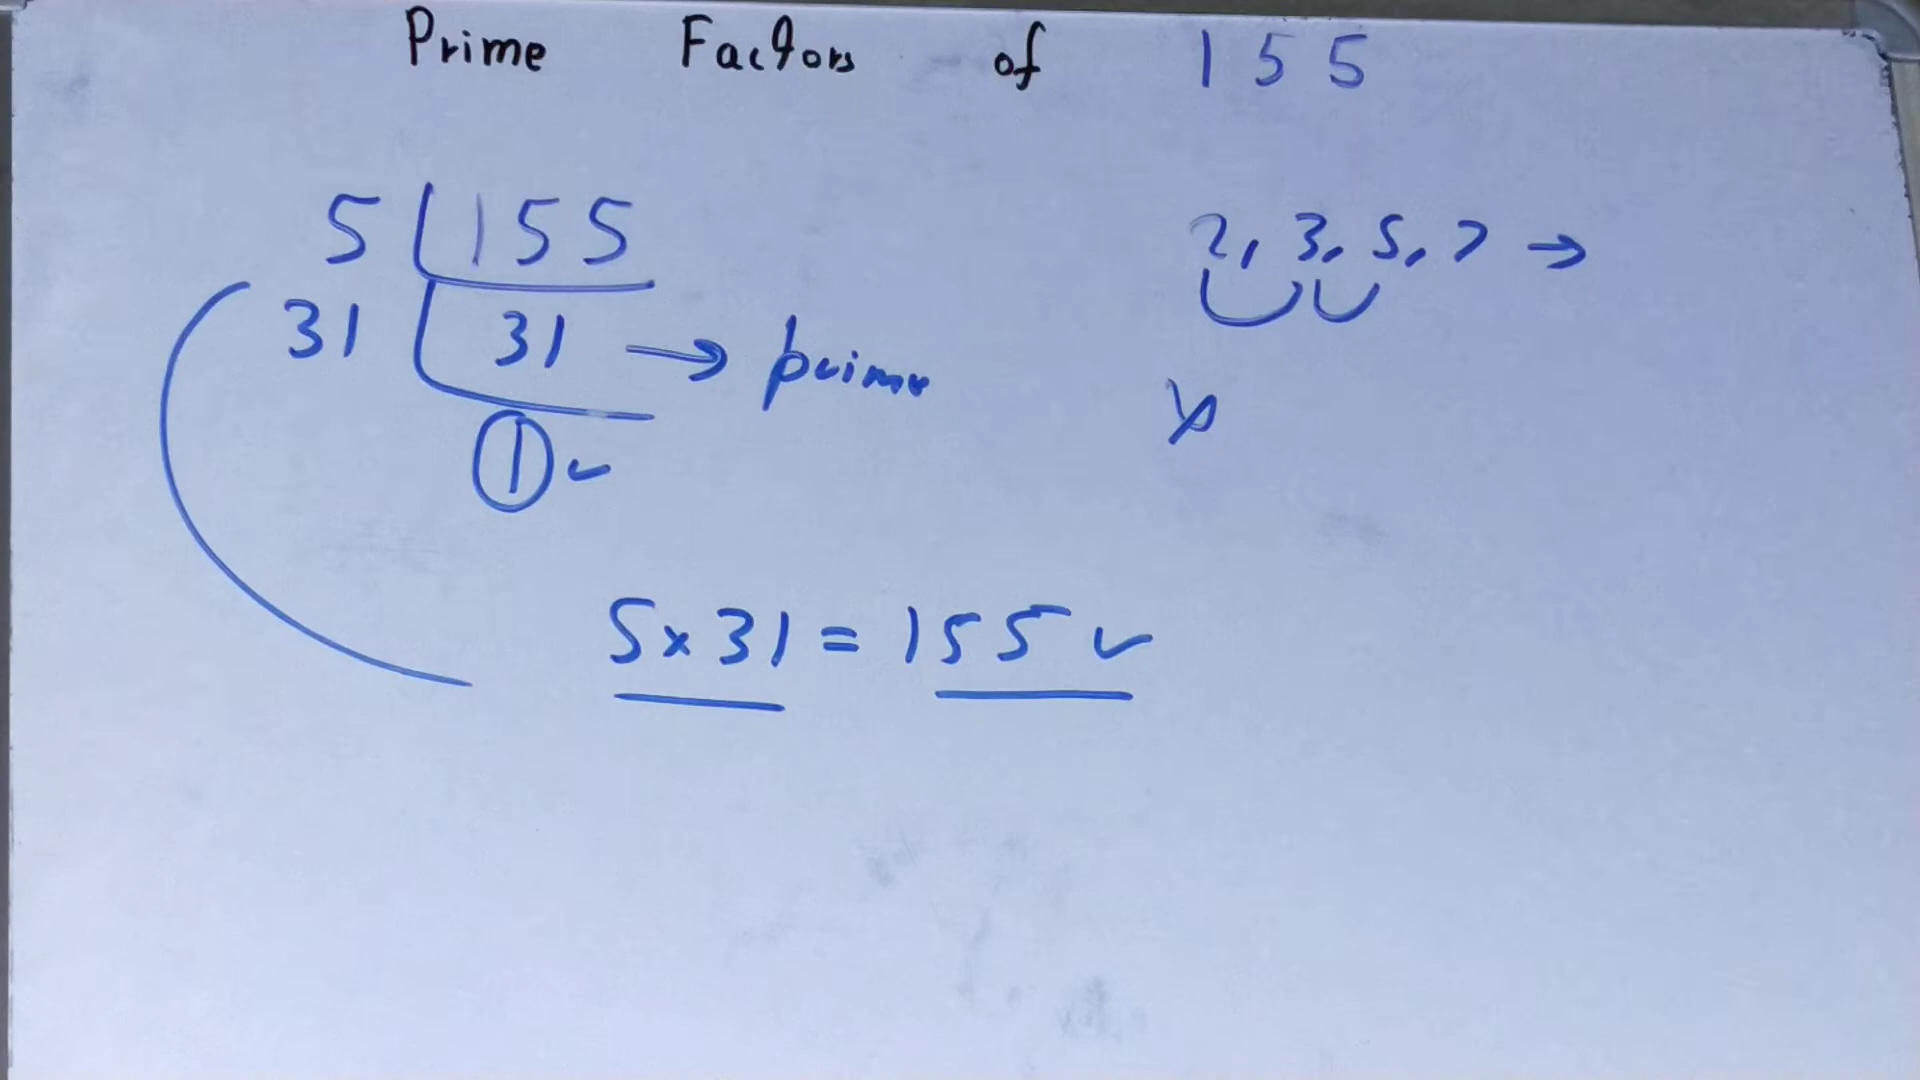 Prime Factors of 155
5 155
31 31 → prime
1 ✓
2, 3, 5, 7 →
5 x 31 = 155 ✓